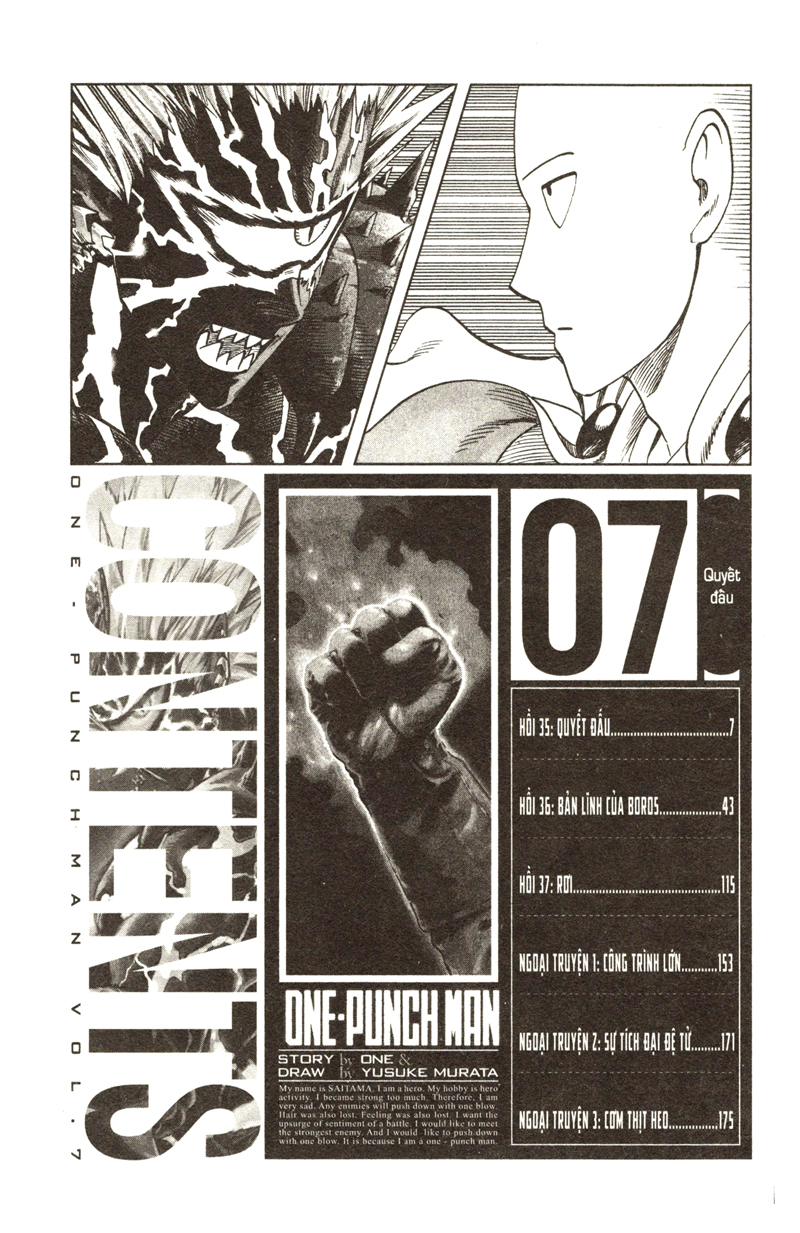 CONTENTS
ONE-PUNCH MAN VOL.7
07
Quyết
đấu
HỒI 35: QUYẾT ĐẤU....................................7
HỒI 36: BẢN LĨNH CỦA BOROS...................43
HỒI 37: RƠI.............................................115
NGOẠI TRUYỆN 1: CÔNG TRÌNH LỚN...........153
NGOẠI TRUYỆN 2: SỰ TÍCH ĐẠI ĐỆ TỬ.........171
NGOẠI TRUYỆN 3: CƠM THỊT HEO...............175
ONE-PUNCH MAN
STORY by ONE &
DRAW by YUSUKE MURATA
My name is SAITAMA. I am a hero. My hobby is hero
activity. I became strong too much. Therefore, I am
very sad. Any enimies will push down with one blow.
Hair was also lost. Feeling was also lost. I want the
upsurge of sentiment of a battle. I would like to meet
the strongest enemy. And I would like to push down
with one blow. It is because I am a one - punch man.